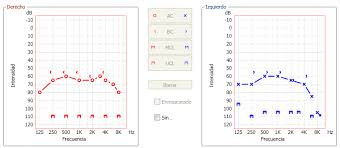 Derecha
dB
-10
0
10
20
30
40
50
60
70
80
90
100
110
120
125 250 500 1K 2K 4K 8K Hz
Frecuencia
Intensidad
AC
BC
MCL
UCL
Borrar
Enmascarado
Sin...
Izquierdo
dB
-10
0
10
20
30
40
50
60
70
80
90
100
110
120
125 250 500 1K 2K 4K 8K Hz
Frecuencia
Intensidad